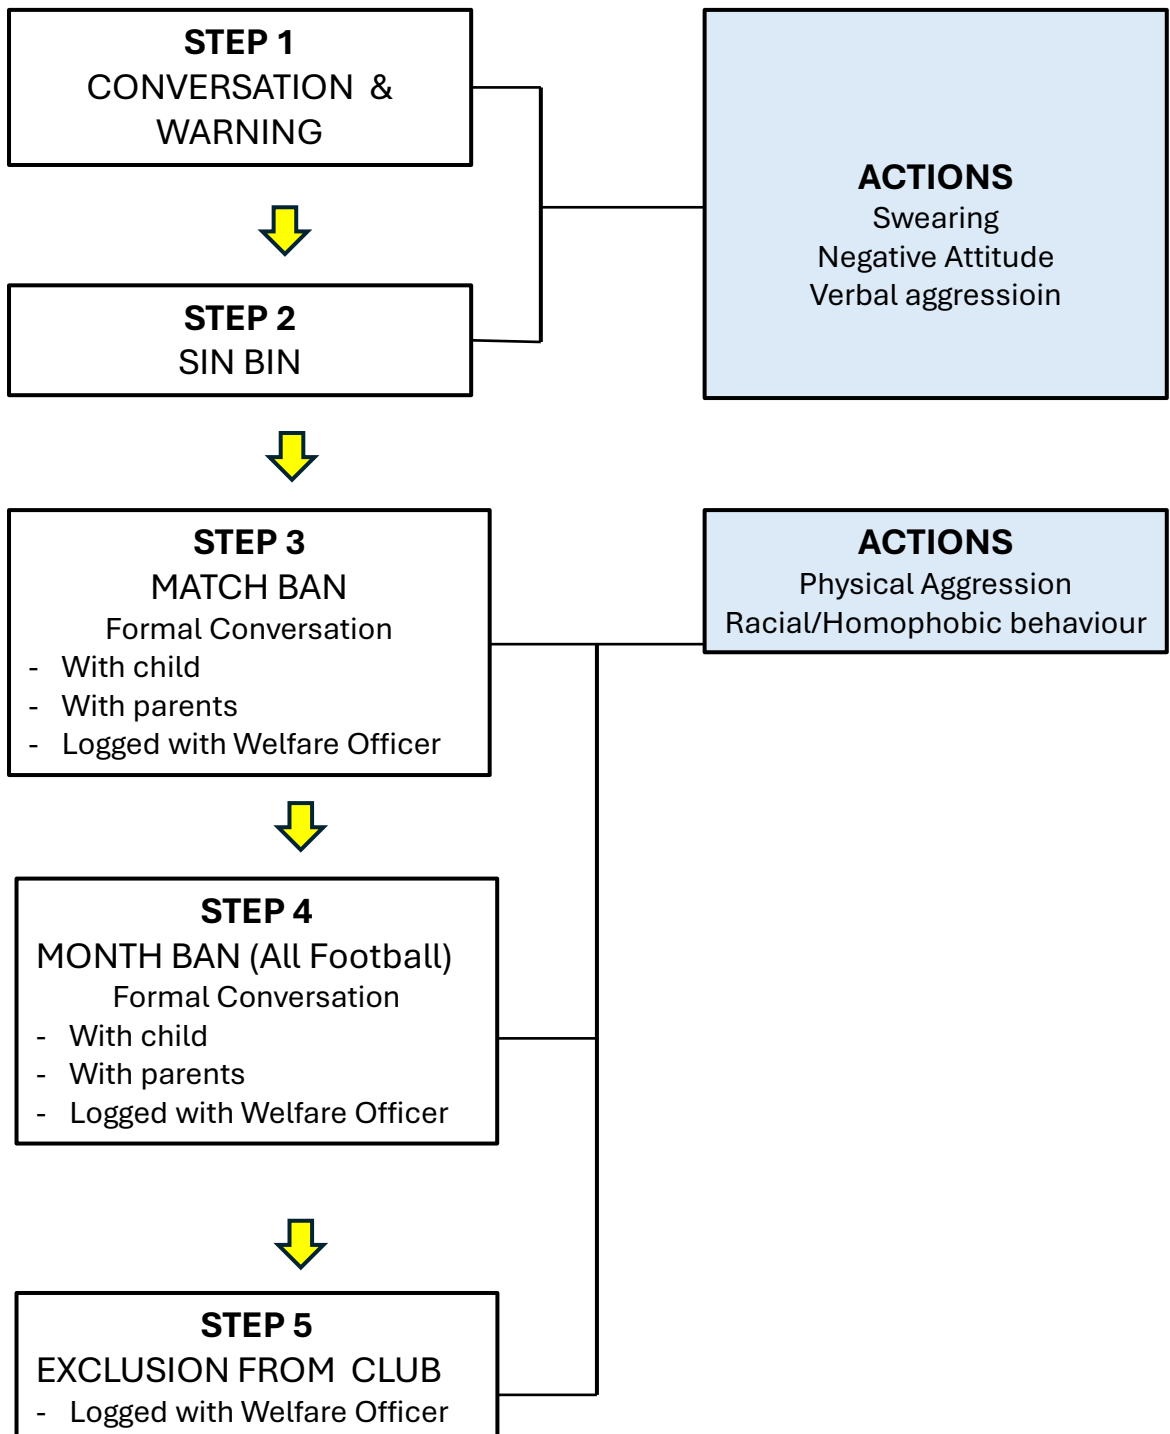 STEP 1
CONVERSATION & 
WARNING
ACTIONS
Swearing
Negative Attitude
Verbal aggressioin
STEP 2
SIN BIN
STEP 3
MATCH BAN
Formal Conversation
- With child
- With parents
- Logged with Welfare Officer
ACTIONS
Physical Aggression
Racial/Homophobic behaviour
STEP 4
MONTH BAN (All Football)
Formal Conversation
- With child
- With parents
- Logged with Welfare Officer
STEP 5
EXCLUSION FROM CLUB
- Logged with Welfare Officer